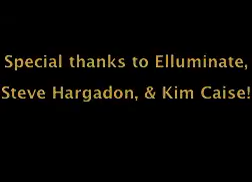 Special thanks to Elluminate,
Steve Hargadon, & Kim Caise!